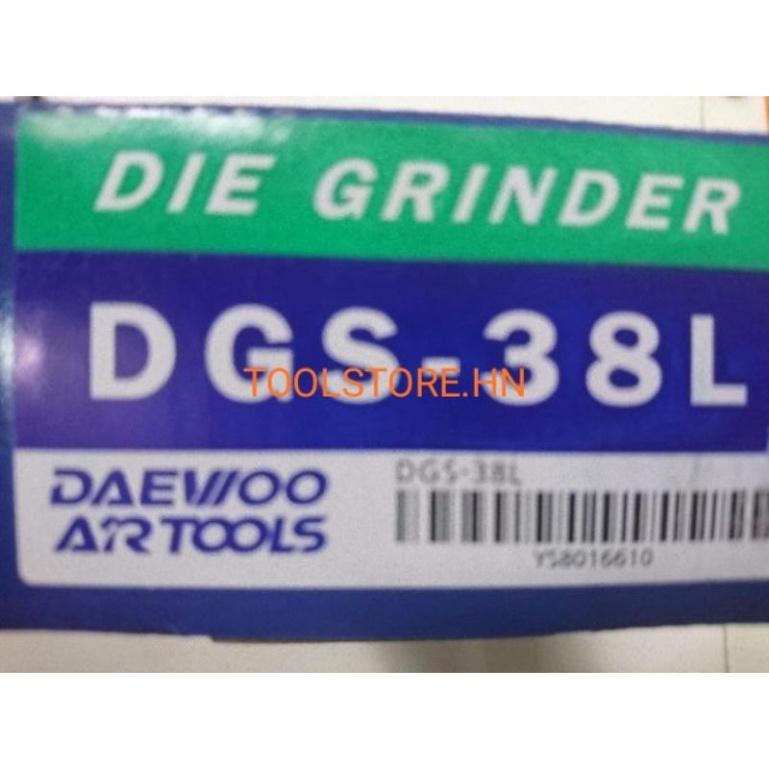 DIE GRINDER
DGS-38L
TOOLSTORE.HN
DAEWOO
AIR TOOLS
DGS-38L
YS8016610